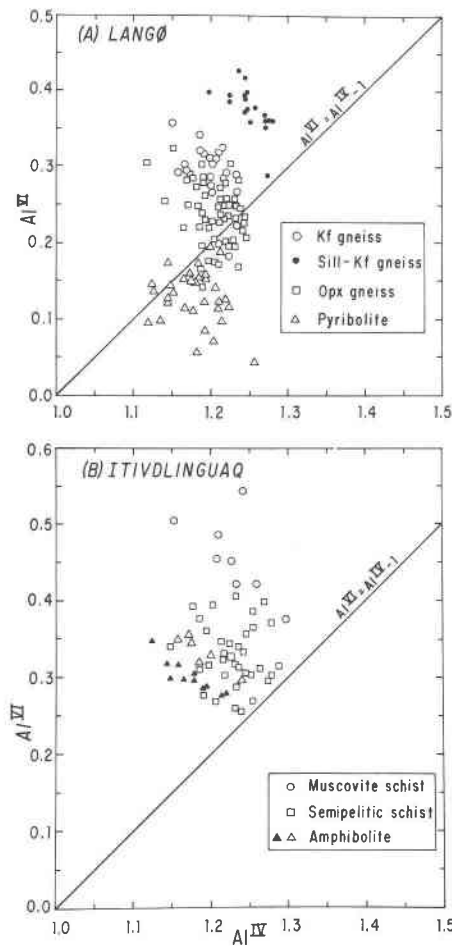 (A) LANGØ
0.5
0.4
0.3
0.2
0.1
0.0
Al VI
Al VI = Al IV -1
Kf gneiss
Sill-Kf gneiss
Opx gneiss
Pyribolite
1.0 1.1 1.2 1.3 1.4 1.5
(B) ITIVDLINGUAQ
0.6
0.5
0.4
0.3
0.2
0.1
0.0
Al VI
Al VI = Al IV -1
Muscovite schist
Semipelitic schist
Amphibolite
1.0 1.1 1.2 1.3 1.4 1.5
Al IV